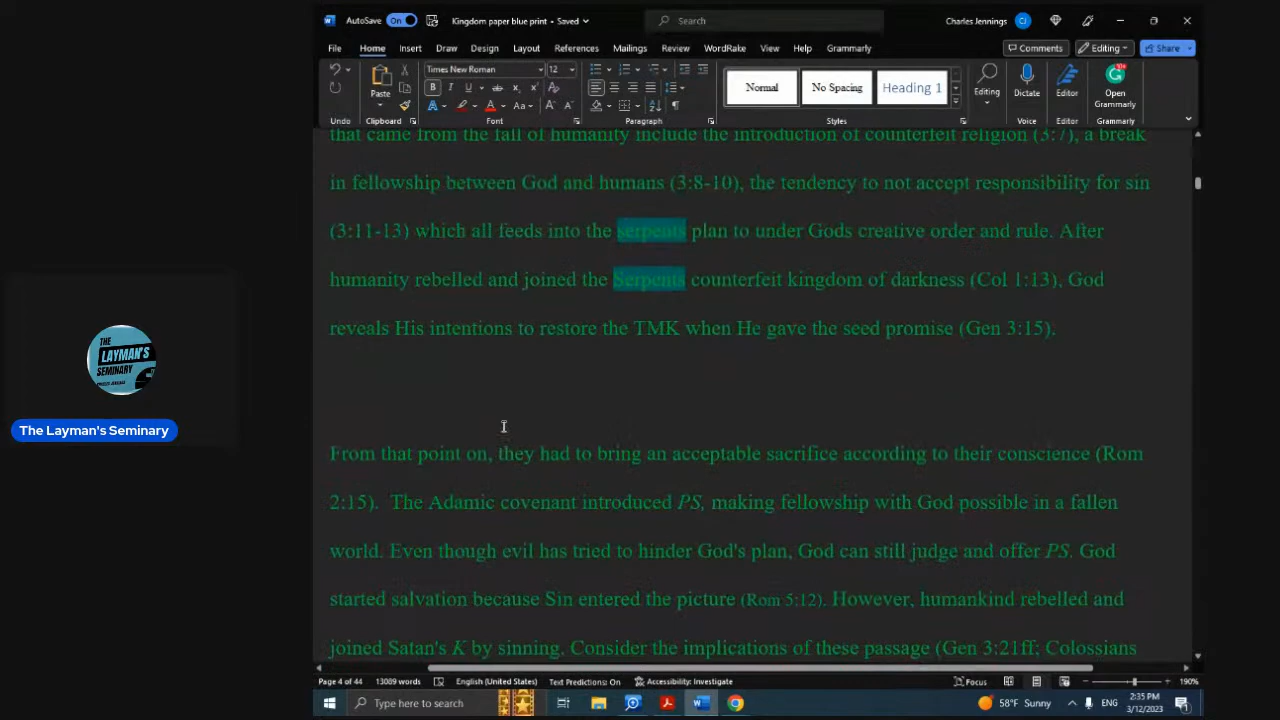 AutoSave On Kingdom paper blue print - Saved Search Charles Jennings CJ
File Home Insert Draw Design Layout References Mailings Review WordRake View Help Grammarly Comments Editing Share
Times New Roman 12 Normal No Spacing Heading 1
Paste Editing Dictate Editor Open Grammarly
B I U ab x x A Aa A A
Undo Clipboard Font Paragraph Styles Voice Editor Grammarly
that came from the fall of humanity include the introduction of counterfeit religion (3:7), a break
in fellowship between God and humans (3:8-10), the tendency to not accept responsibility for sin
(3:11-13) which all feeds into the serpents plan to under Gods creative order and rule. After
humanity rebelled and joined the Serpents counterfeit kingdom of darkness (Col 1:13), God
reveals His intentions to restore the TMK when He gave the seed promise (Gen 3:15).
From that point on, they had to bring an acceptable sacrifice according to their conscience (Rom
2:15). The Adamic covenant introduced PS, making fellowship with God possible in a fallen
world. Even though evil has tried to hinder God's plan, God can still judge and offer PS. God
started salvation because Sin entered the picture (Rom 5:12). However, humankind rebelled and
joined Satan's K by sinning. Consider the implications of these passage (Gen 3:21ff; Colossians
THE LAYMAN'S SEMINARY
The Layman's Seminary
Page 4 of 44 13089 words English (United States) Text Predictions: On Accessibility: Investigate Focus 190%
Type here to search 58°F Sunny ENG 2:35 PM
3/12/2023